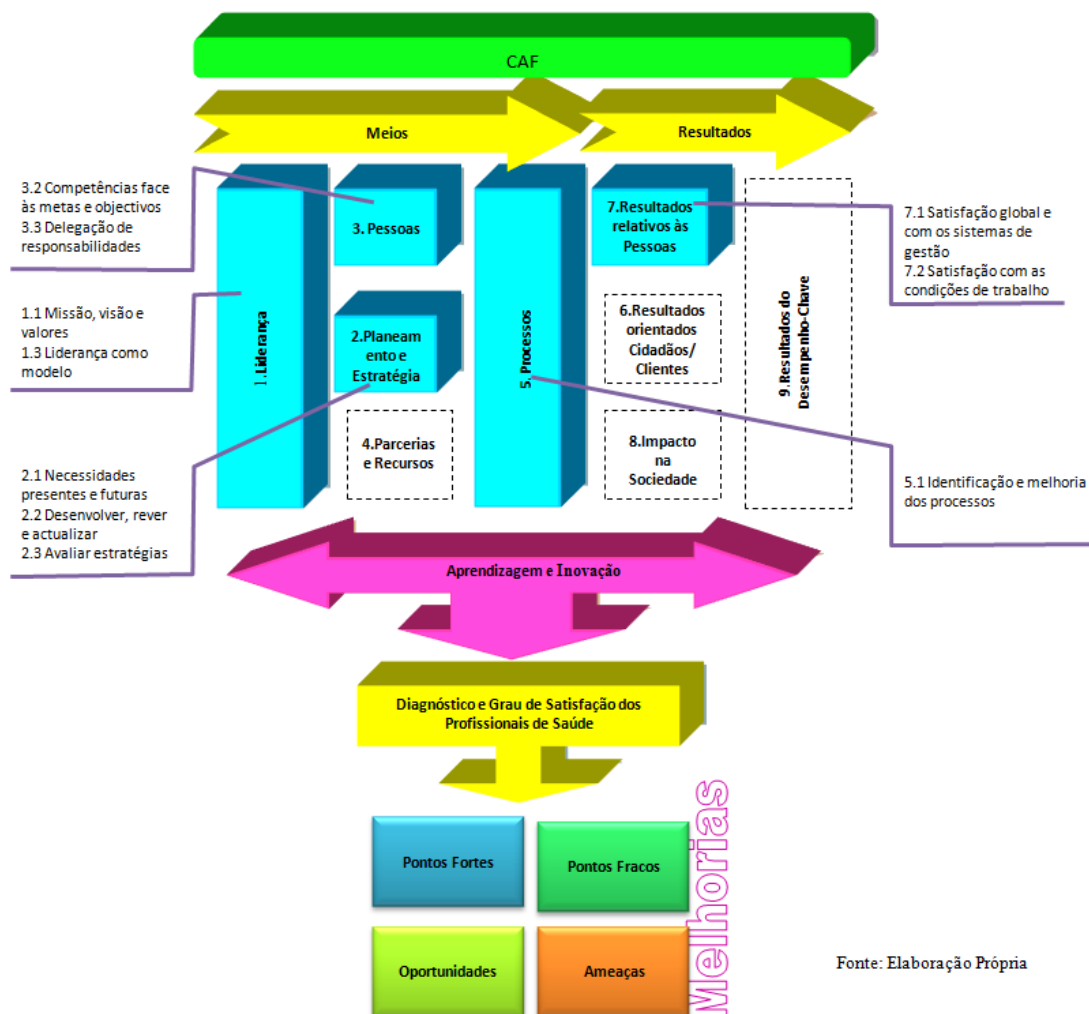 CAF
Meios
Resultados
3.2 Competências face
às metas e objectivos
3.3 Delegação de
responsabilidades
1.1 Missão, visão e
valores
1.3 Liderança como
modelo
2.1 Necessidades
presentes e futuras
2.2 Desenvolver, rever
e actualizar
2.3 Avaliar estratégias
1.Liderança
3. Pessoas
2.Planeam
ento e
Estratégia
4.Parcerias
e Recursos
5. Processos
7.Resultados
relativos às
Pessoas
6.Resultados
orientados
Cidadãos/
Clientes
8.Impacto
na
Sociedade
9.Resultados do
Desempenho-Chave
7.1 Satisfação global e
com os sistemas de
gestão
7.2 Satisfação com as
condições de trabalho
5.1 Identificação e melhoria
dos processos
Aprendizagem e Inovação
Diagnóstico e Grau de Satisfação dos
Profissionais de Saúde
Pontos Fortes
Pontos Fracos
Oportunidades
Ameaças
Melhorias
Fonte: Elaboração Própria